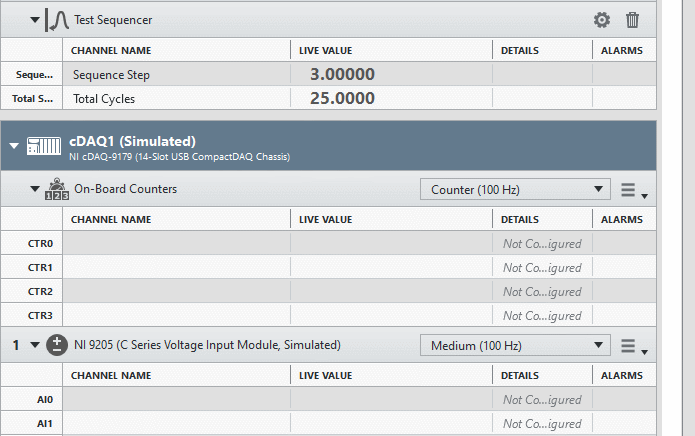 Test Sequencer
CHANNEL NAME LIVE VALUE DETAILS ALARMS
Seque... Sequence Step 3.00000
Total S... Total Cycles 25.0000
cDAQ1 (Simulated)
NI cDAQ-9179 (14-Slot USB CompactDAQ Chassis)
123 On-Board Counters Counter (100 Hz)
CHANNEL NAME LIVE VALUE DETAILS ALARMS
CTR0 Not Co...igured
CTR1 Not Co...igured
CTR2 Not Co...igured
CTR3 Not Co...igured
1 NI 9205 (C Series Voltage Input Module, Simulated) Medium (100 Hz)
CHANNEL NAME LIVE VALUE DETAILS ALARMS
AI0 Not Co...igured
AI1 Not Co...igured